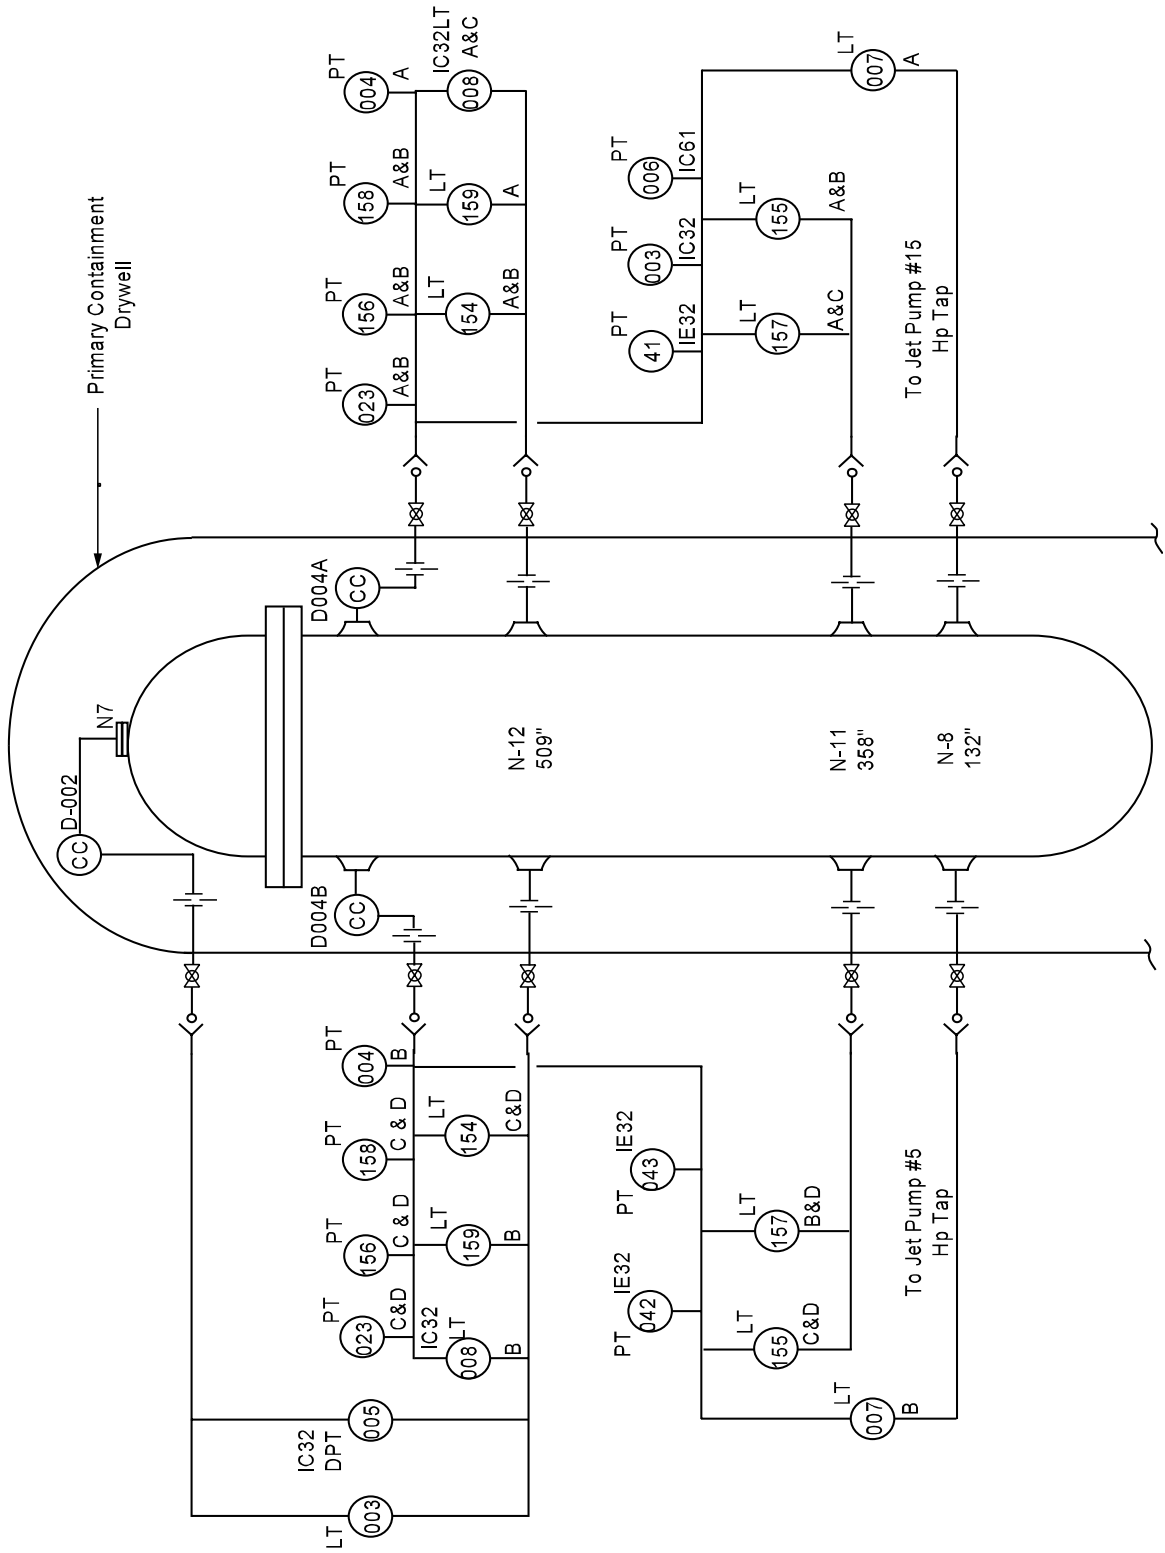 Primary Containment
Drywell
PT
004
A
IC32LT
A&C
008
PT
158
A&B
LT
159
A
PT
156
A&B
LT
154
A&B
PT
023
A&B
LT
007
A
PT
006
IC61
PT
003
IC32
PT
41
IE32
LT
155
A&B
LT
157
A&C
To Jet Pump #15
Hp Tap
D004A
CC
N7
D-002
CC
D004B
CC
N-12
509"
N-11
358"
N-8
132"
PT
004
B
PT
158
C & D
LT
154
C&D
PT
156
C & D
LT
159
B
PT
023
C&D
IC32
LT
008
B
IC32
DPT
005
LT
003
IE32
PT
043
IE32
PT
042
LT
157
B&D
LT
155
C&D
LT
007
B
To Jet Pump #5
Hp Tap